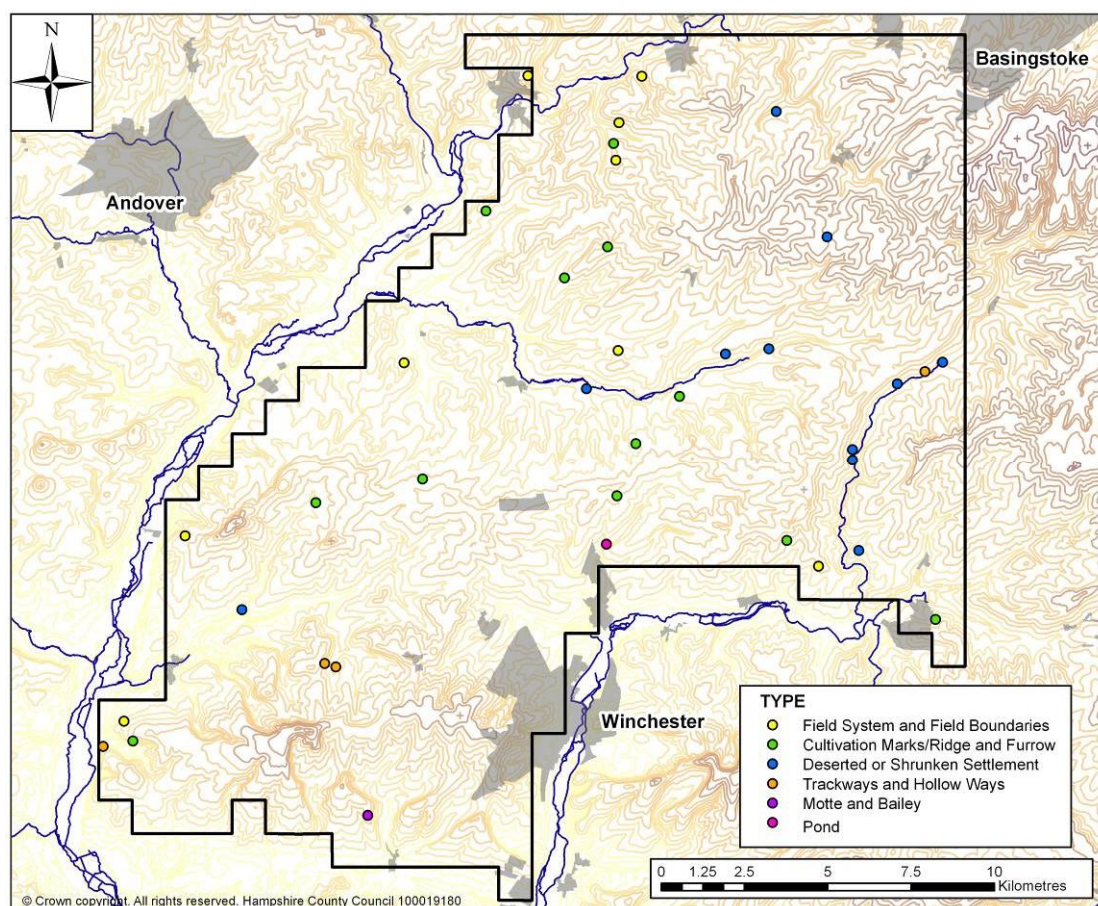 N
Basingstoke
Andover
Winchester
TYPE
Field System and Field Boundaries
Cultivation Marks/Ridge and Furrow
Deserted or Shrunken Settlement
Trackways and Hollow Ways
Motte and Bailey
Pond
0 1.25 2.5 5 7.5 10
Kilometres
© Crown copyright. All rights reserved. Hampshire County Council 100019180